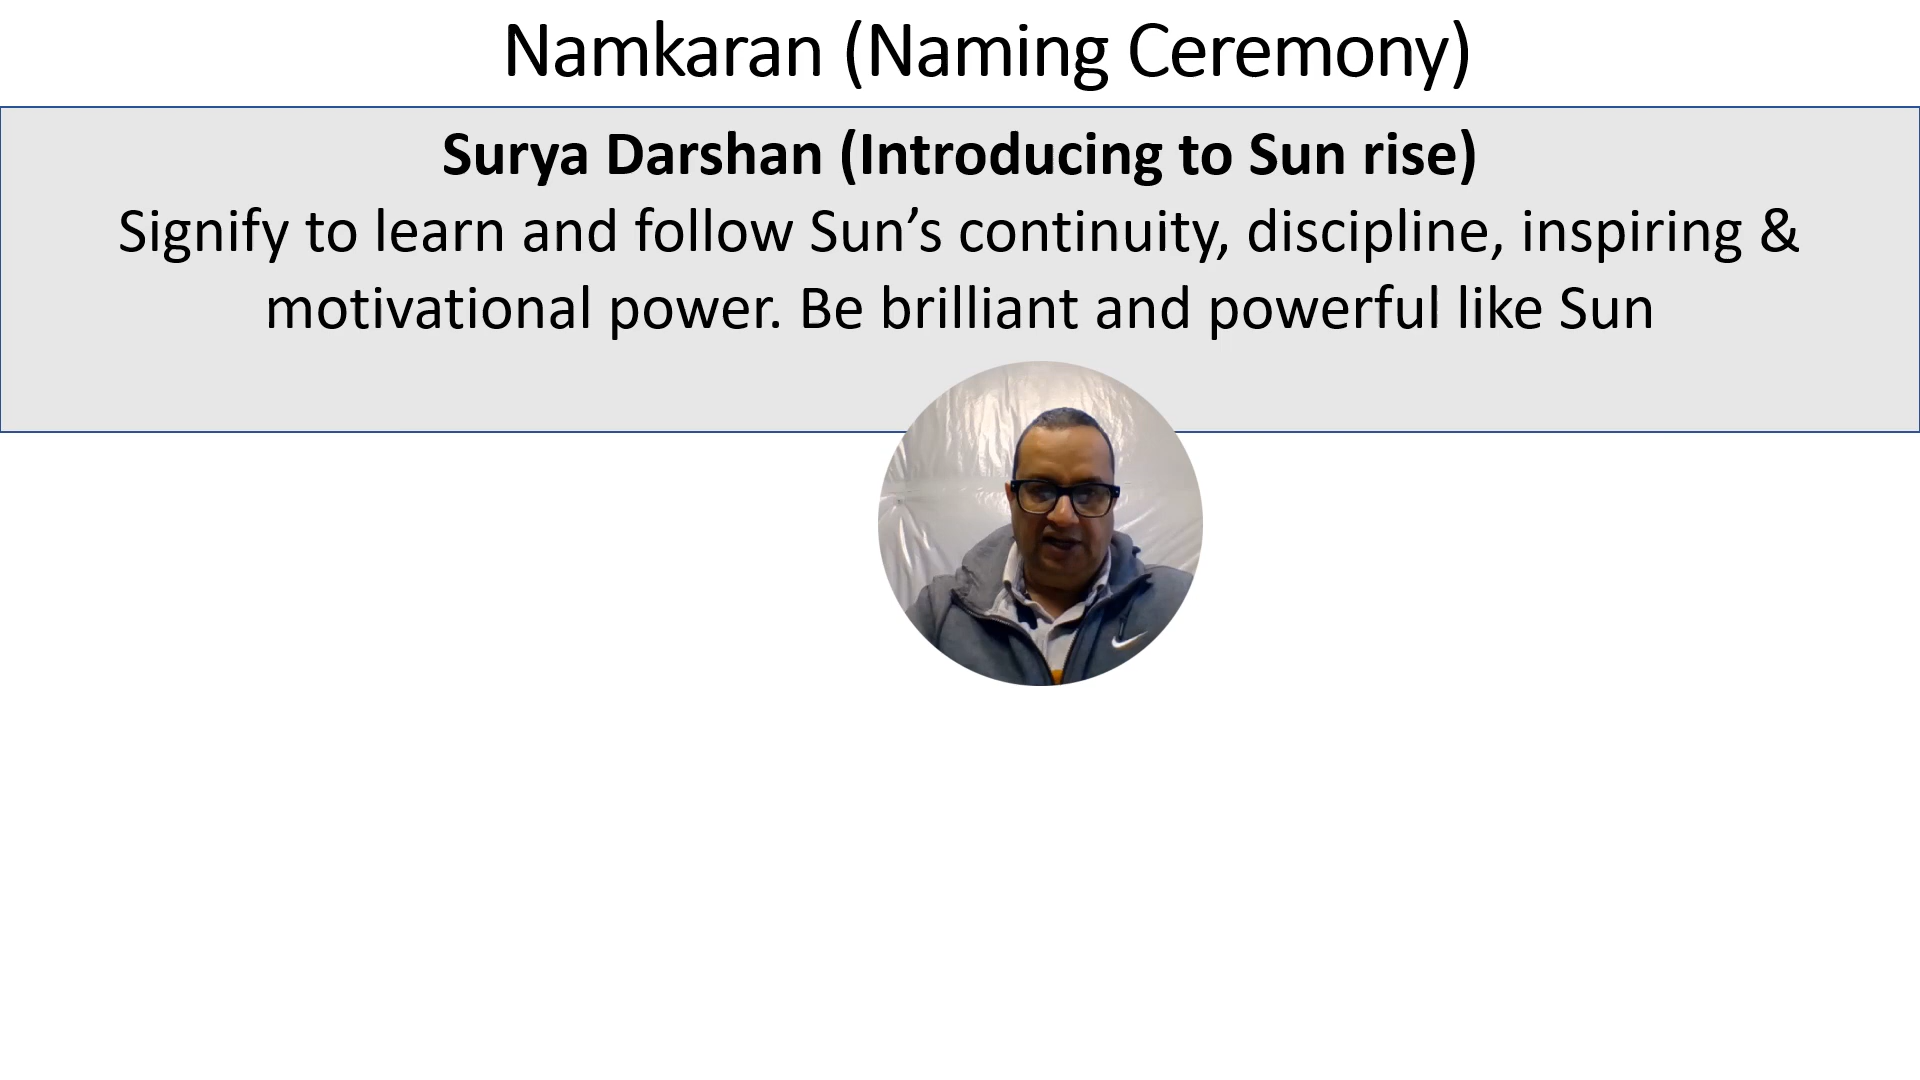 Namkaran (Naming Ceremony)
Surya Darshan (Introducing to Sun rise)
Signify to learn and follow Sun’s continuity, discipline, inspiring &
motivational power. Be brilliant and powerful like Sun